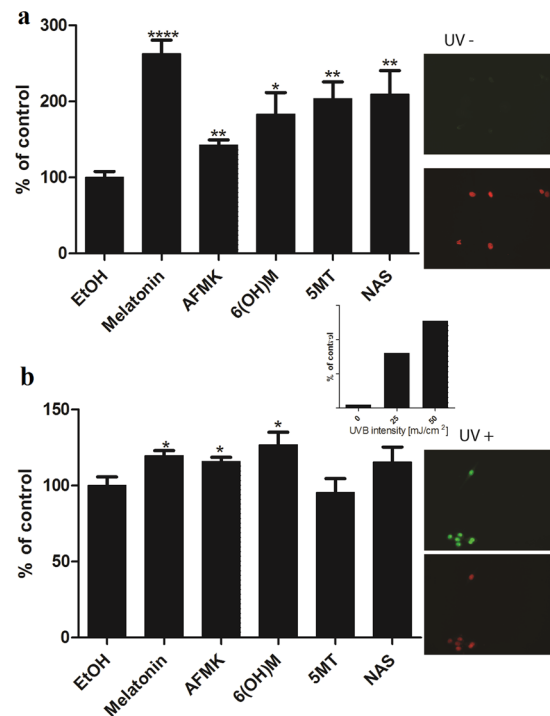 a
UV -
% of control
300
200
100
0
****
**
*
**
**
EtOH
Melatonin
AFMK
6(OH)M
5MT
NAS
% of control
0
25
50
UVB intensity [mJ/cm²]
b
UV +
% of control
150
100
50
0
*
*
*
EtOH
Melatonin
AFMK
6(OH)M
5MT
NAS